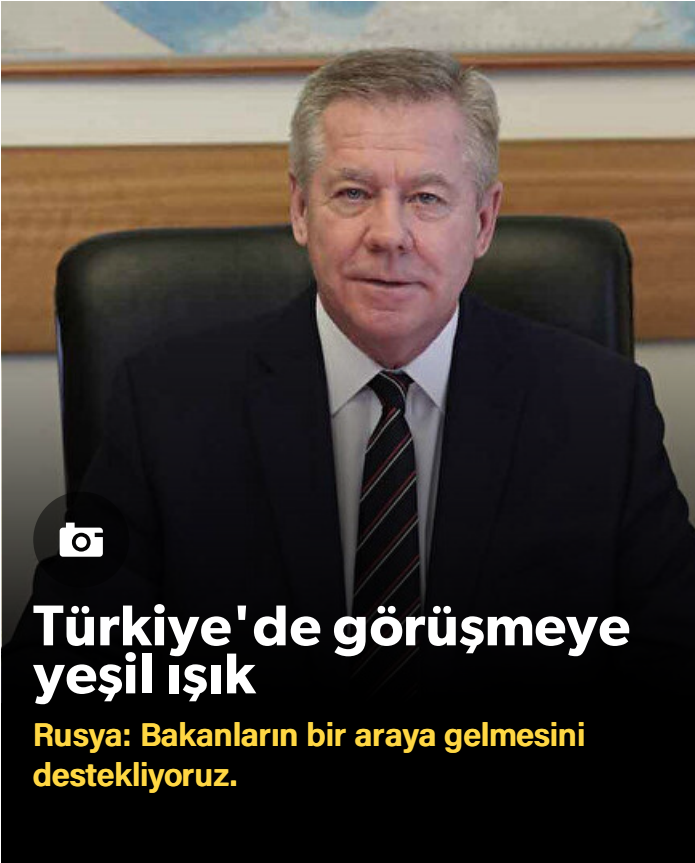 Türkiye'de görüşmeye
yeşil ışık
Rusya: Bakanların bir araya gelmesini
destekliyoruz.